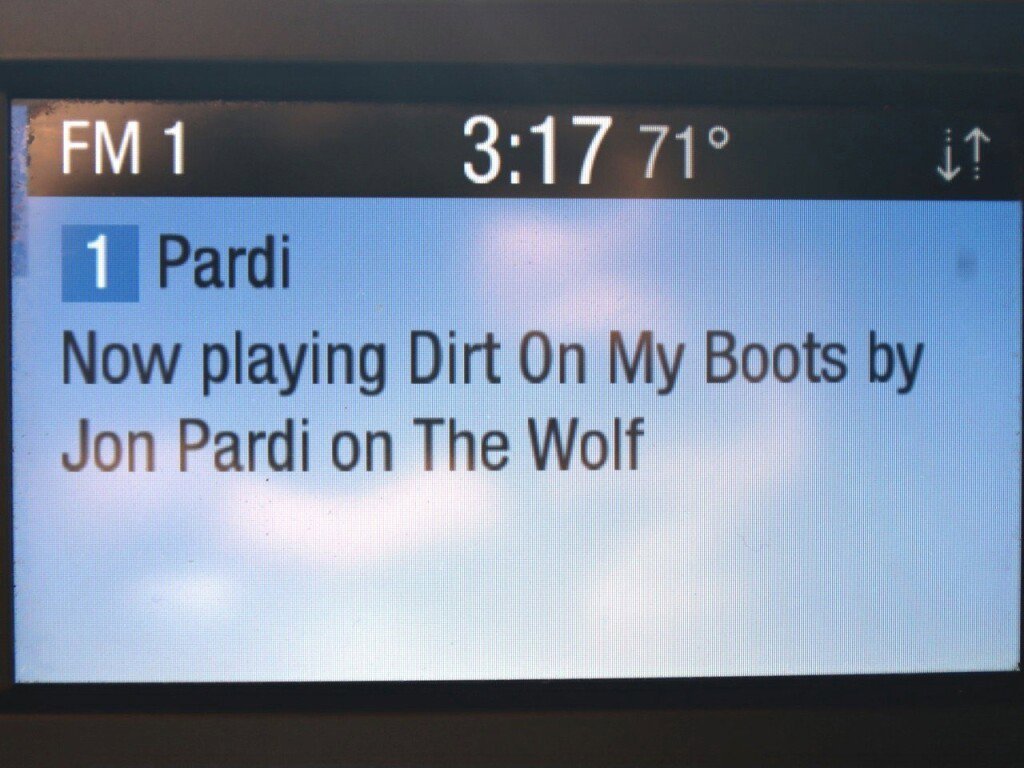 FM 1 3:17 71°
1 Pardi
Now playing Dirt On My Boots by
Jon Pardi on The Wolf